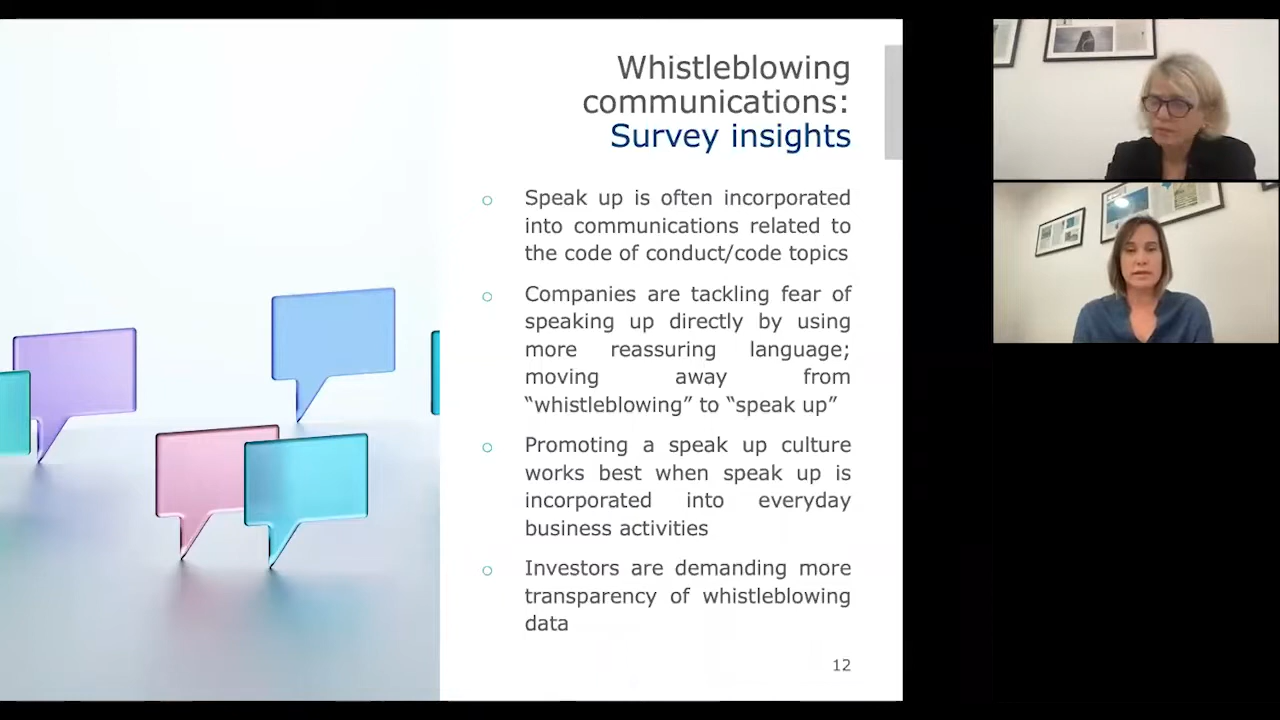 Whistleblowing
communications:
Survey insights
o Speak up is often incorporated
into communications related to
the code of conduct/code topics
o Companies are tackling fear of
speaking up directly by using
more reassuring language;
moving away from
“whistleblowing” to “speak up”
o Promoting a speak up culture
works best when speak up is
incorporated into everyday
business activities
o Investors are demanding more
transparency of whistleblowing
data
12